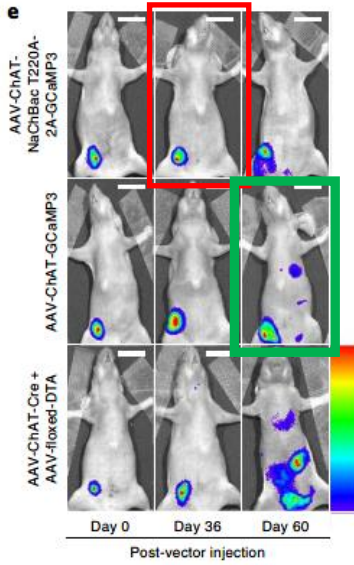 e
AAV-ChAT-
NaChBac T220A-
2A-GCaMP3
AAV-ChAT-GCaMP3
AAV-ChAT-Cre +
AAV-floxed-DTA
Day 0 Day 36 Day 60
Post-vector injection